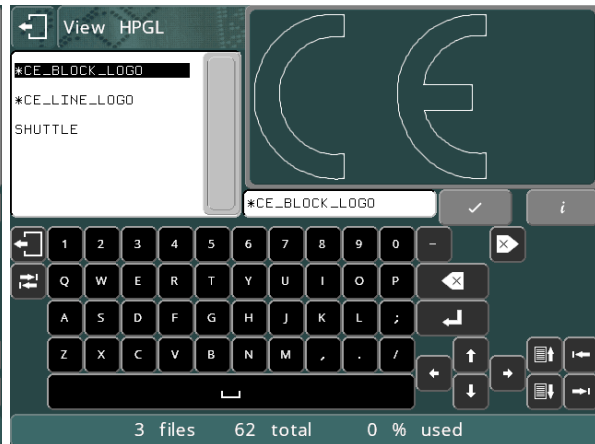 View HPGL
*CE_BLOCK_LOGO
*CE_LINE_LOGO
SHUTTLE
*CE_BLOCK_LOGO
i
1 2 3 4 5 6 7 8 9 0 -
Q W E R T Y U I O P
A S D F G H J K L ;
Z X C V B N M , . /
3 files 62 total 0 % used